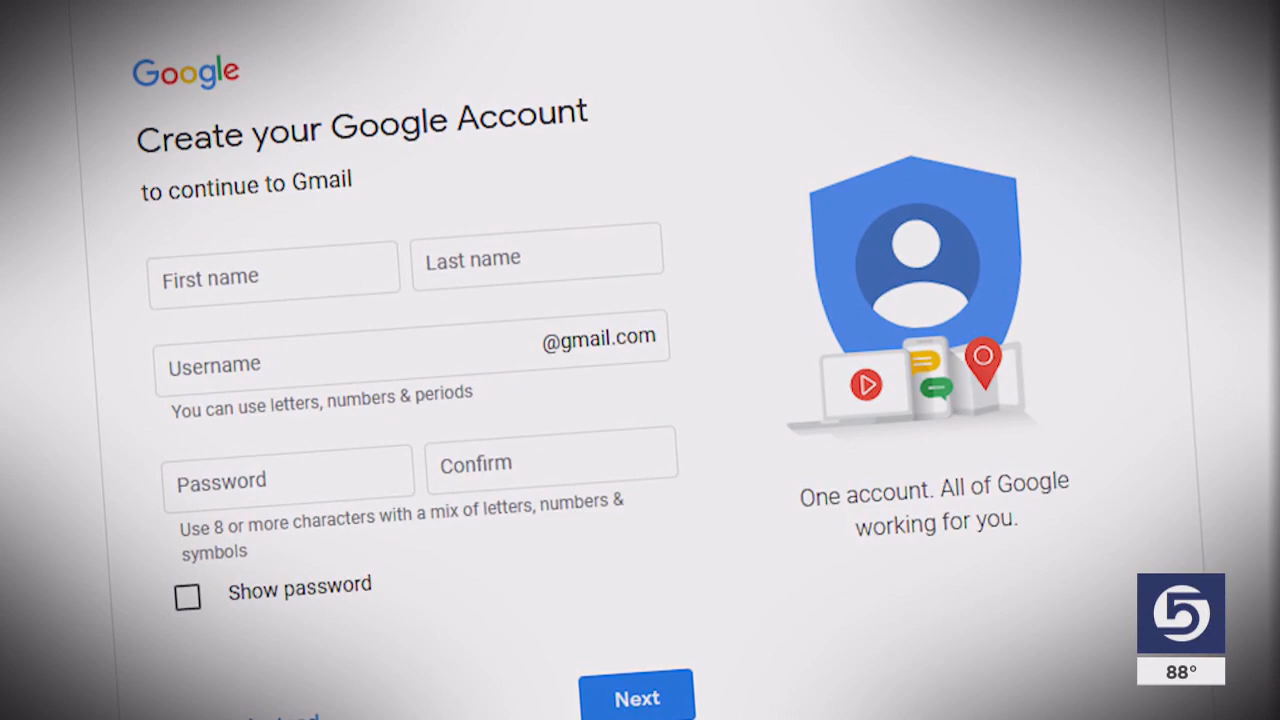 Google
Create your Google Account
to continue to Gmail
First name
Last name
Username
@gmail.com
You can use letters, numbers & periods
Password
Confirm
Use 8 or more characters with a mix of letters, numbers &
symbols
Show password
Next
One account. All of Google
working for you.
5
88°